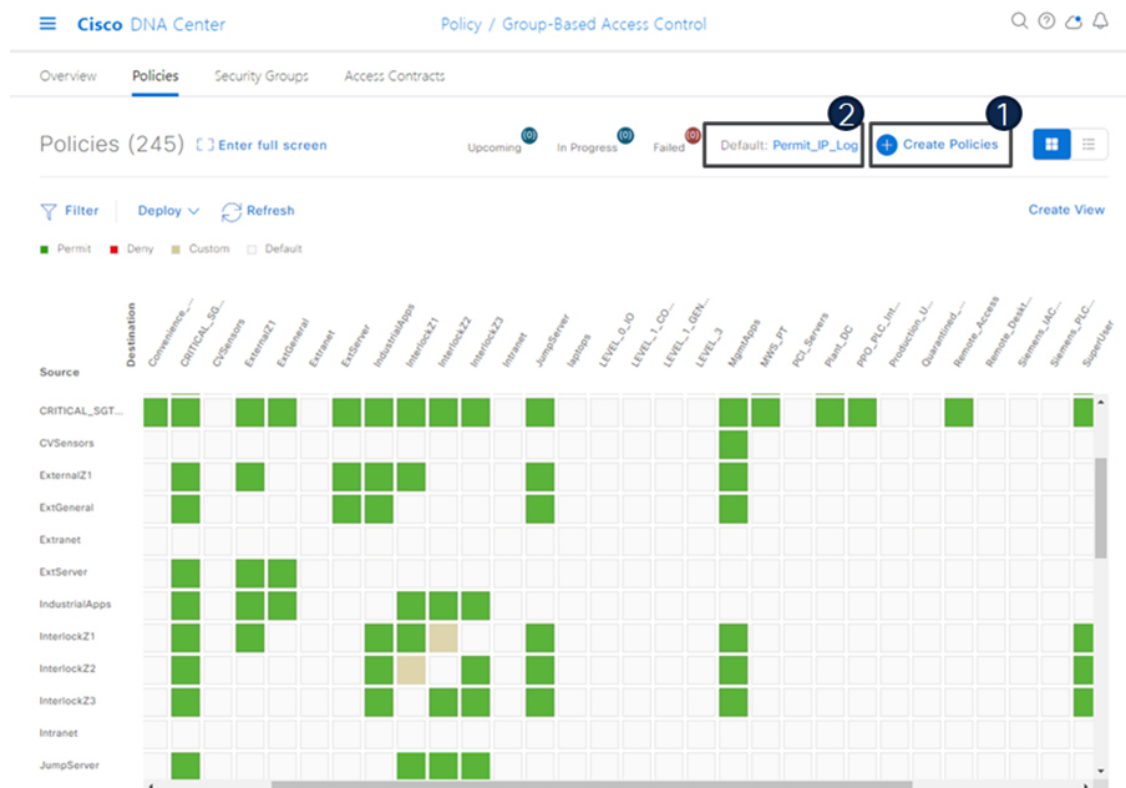 Cisco DNA Center
Policy / Group-Based Access Control
Overview Policies Security Groups Access Contracts
2 1
Policies (245) Enter full screen Upcoming (0) In Progress (0) Failed (0) Default: Permit_IP_Log Create Policies
Filter Deploy Refresh Create View
Permit Deny Custom Default
Destination
Convenience_...
CRITICAL_SG...
CVSensors
ExternalZ1
ExtGeneral
Extranet
ExtServer
IndustrialApps
InterlockZ1
InterlockZ2
InterlockZ3
Intranet
JumpServer
laptops
LEVEL_0_IO
LEVEL_1_CO...
LEVEL_1_GEN...
LEVEL_3
MgmtApps
MWS_PT
PCI_Servers
Plant_DC
PPO_PLC_Int...
Production_U...
Quarantined_...
Remote_Access
Remote_Deskt...
Siemens_IAC...
Siemens_PLC...
SuperUser
Source
CRITICAL_SGT...
CVSensors
ExternalZ1
ExtGeneral
Extranet
ExtServer
IndustrialApps
InterlockZ1
InterlockZ2
InterlockZ3
Intranet
JumpServer